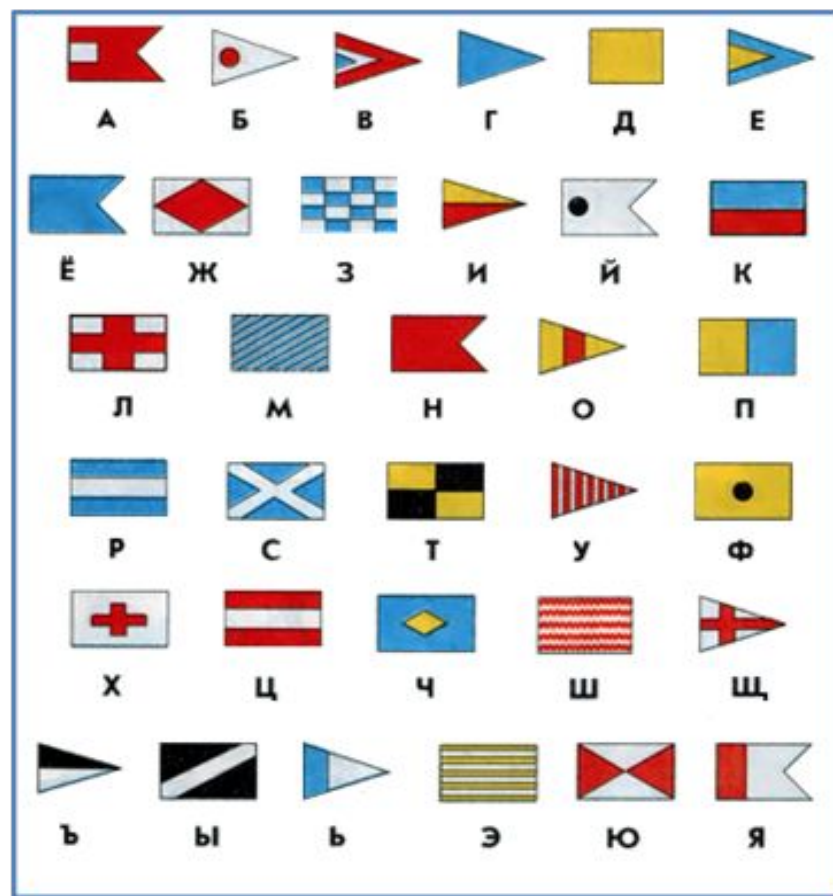 А Б В Г Д Е
Ё Ж З И Й К
Л М Н О П
Р С Т У Ф
Х Ц Ч Ш Щ
Ъ Ы Ь Э Ю Я